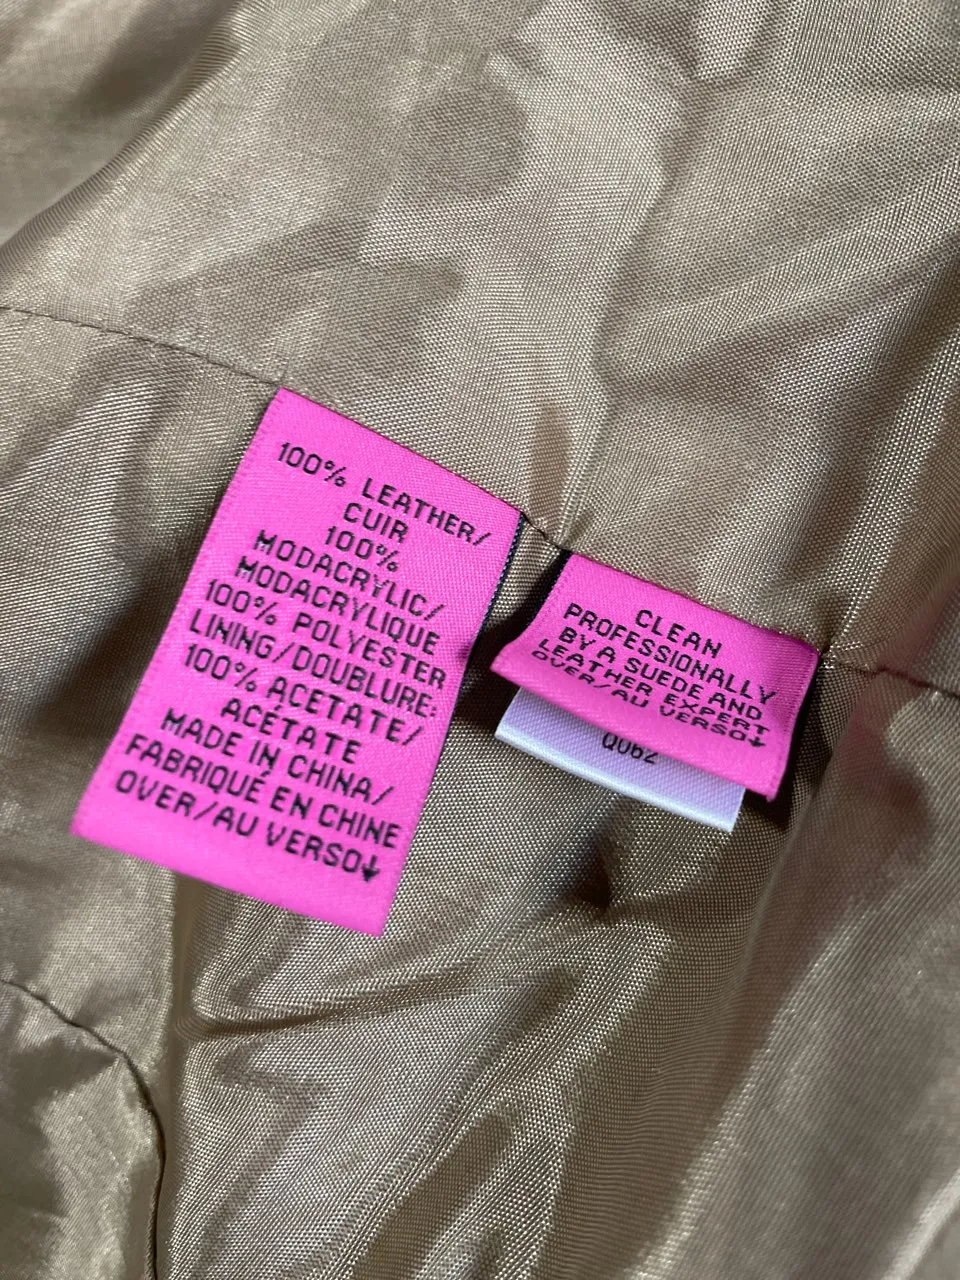 100% LEATHER/
CUIR
100%
MODACRYLIC/
MODACRYLIQUE
100% POLYESTER
LINING/DOUBLURE:
100% ACETATE/
ACÉTATE
MADE IN CHINA/
FABRIQUÉ EN CHINE
OVER/AU VERSO↓
CLEAN
PROFESSIONALLY
BY A SUEDE AND
LEATHER EXPERT
OVER/AU VERSO↓
Q062